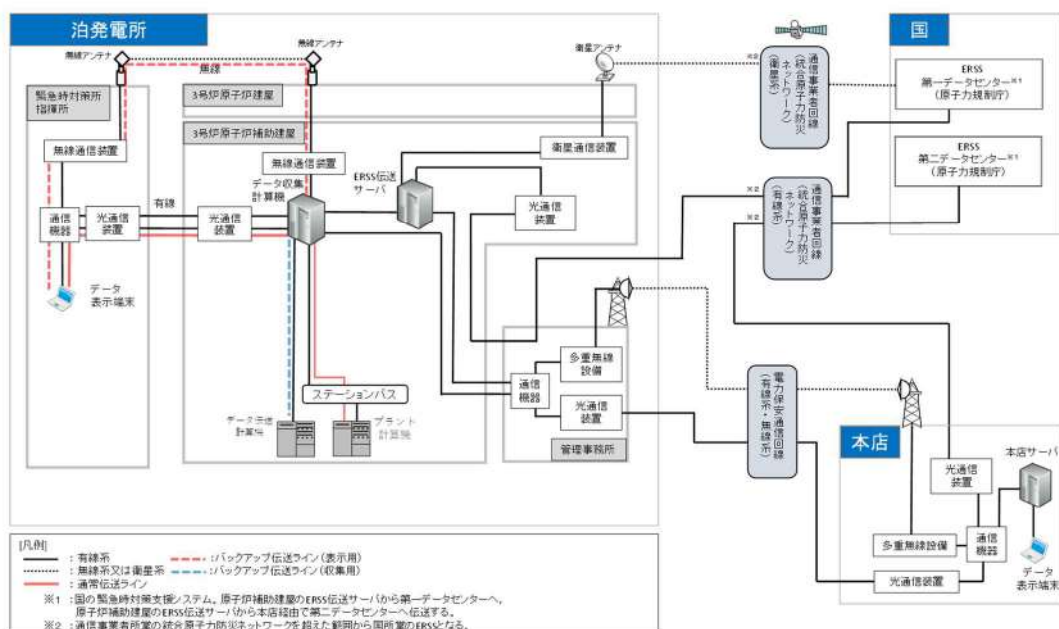 泊発電所
国
無線アンテナ
無線アンテナ
衛星アンテナ
無線
緊急時対策所
指揮所
3号炉原子炉建屋
3号炉原子炉補助建屋
無線通信装置
無線通信装置
データ収集
計算機
ERSS伝送
サーバ
衛星通信装置
有線
通信
機器
光通信
装置
光通信
装置
光通信
装置
データ
表示端末
ステーションバス
データ伝送
計算機
プラント
計算機
多重無線
設備
通信
機器
光通信
装置
管理事務所
※2
通信事業者回線
(統合原子力防災
ネットワーク)
(衛星系)
※2
※2
通信事業者回線
(統合原子力防災
ネットワーク)
(有線系)
電力保安通信回線
(有線系・無線系)
ERSS
第一データセンター※1
(原子力規制庁)
ERSS
第二データセンター※1
(原子力規制庁)
本店
光通信
装置
本店サーバ
多重無線設備
通信
機器
光通信装置
データ
表示端末
[凡例]
:有線系
:バックアップ伝送ライン(表示用)
:無線系又は衛星系
:バックアップ伝送ライン(収集用)
:通常伝送ライン
※1 :国の緊急時対策支援システム。原子炉補助建屋のERSS伝送サーバから第一データセンターへ、
原子炉補助建屋のERSS伝送サーバから本店経由で第二データセンターへ伝送する。
※2 :通信事業者所掌の統合原子力防災ネットワークを超えた範囲から国所掌のERSSとなる。